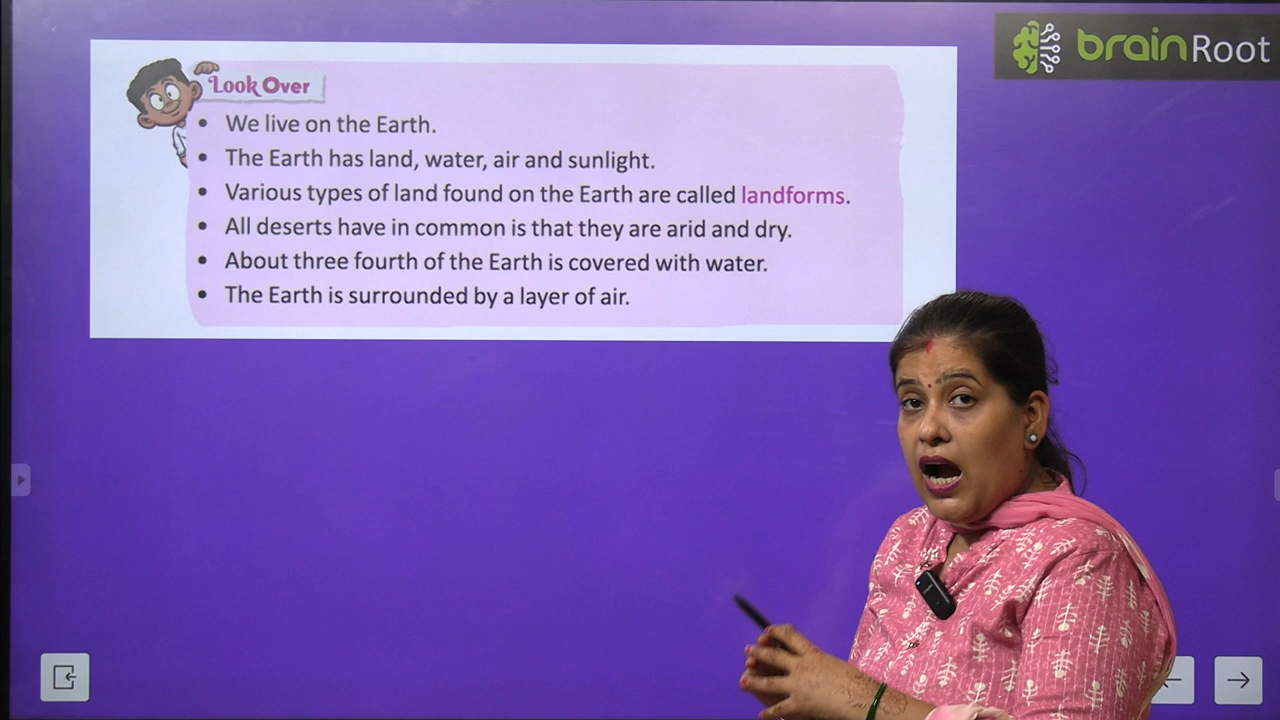 brainRoot
Look Over
• We live on the Earth.
• The Earth has land, water, air and sunlight.
• Various types of land found on the Earth are called landforms.
• All deserts have in common is that they are arid and dry.
• About three fourth of the Earth is covered with water.
• The Earth is surrounded by a layer of air.